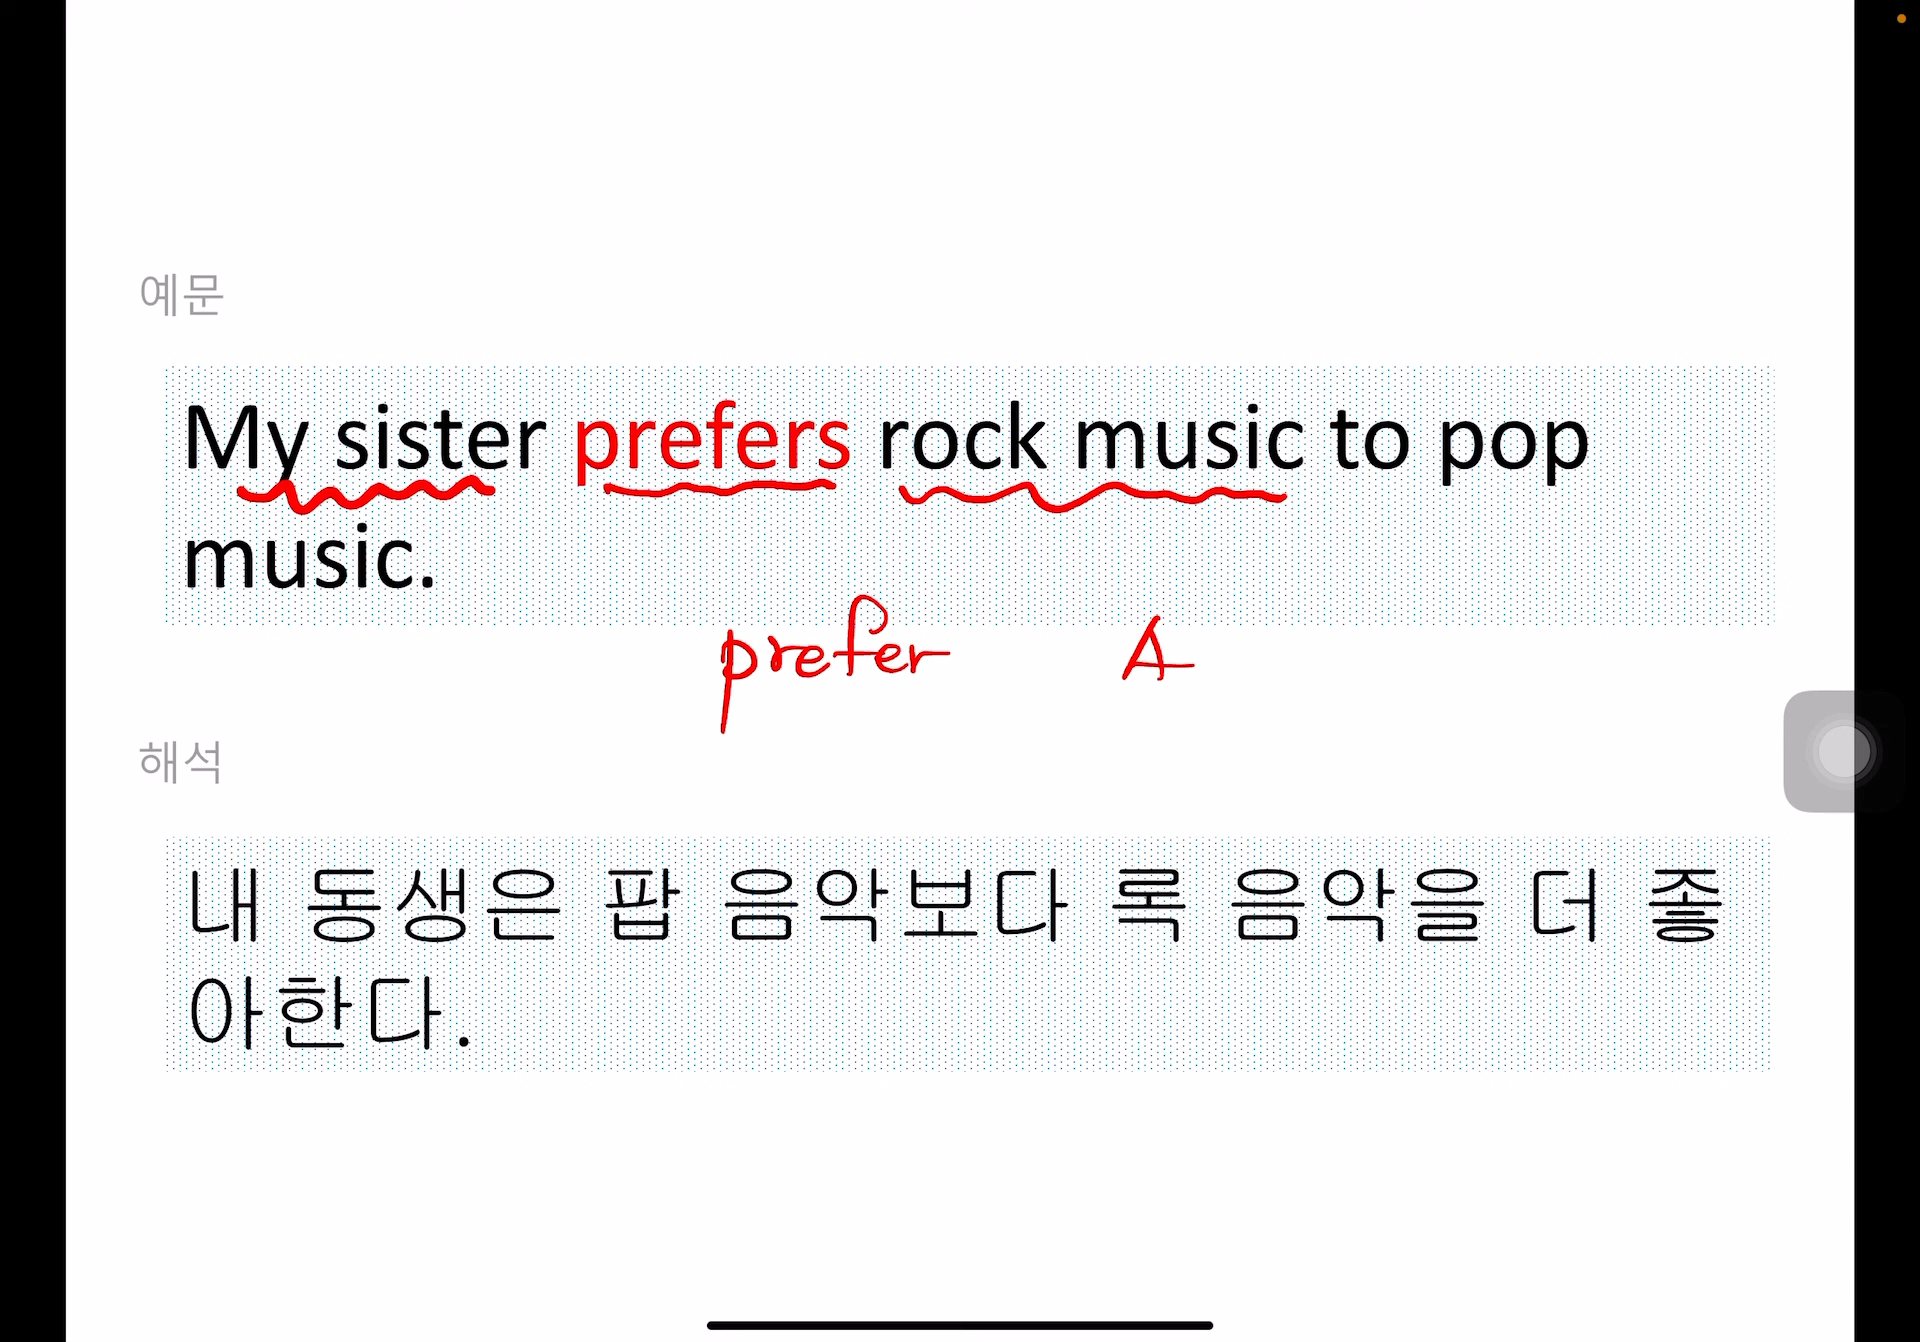 예문
My sister prefers rock music to pop
music.
prefer A
해석
내 동생은 팝 음악보다 록 음악을 더 좋
아한다.